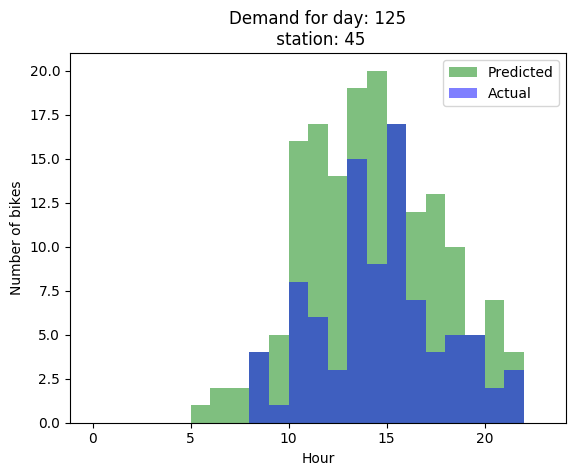 Demand for day: 125
station: 45
Predicted
Actual
20.0
17.5
15.0
12.5
10.0
7.5
5.0
2.5
0.0
Number of bikes
0 5 10 15 20
Hour